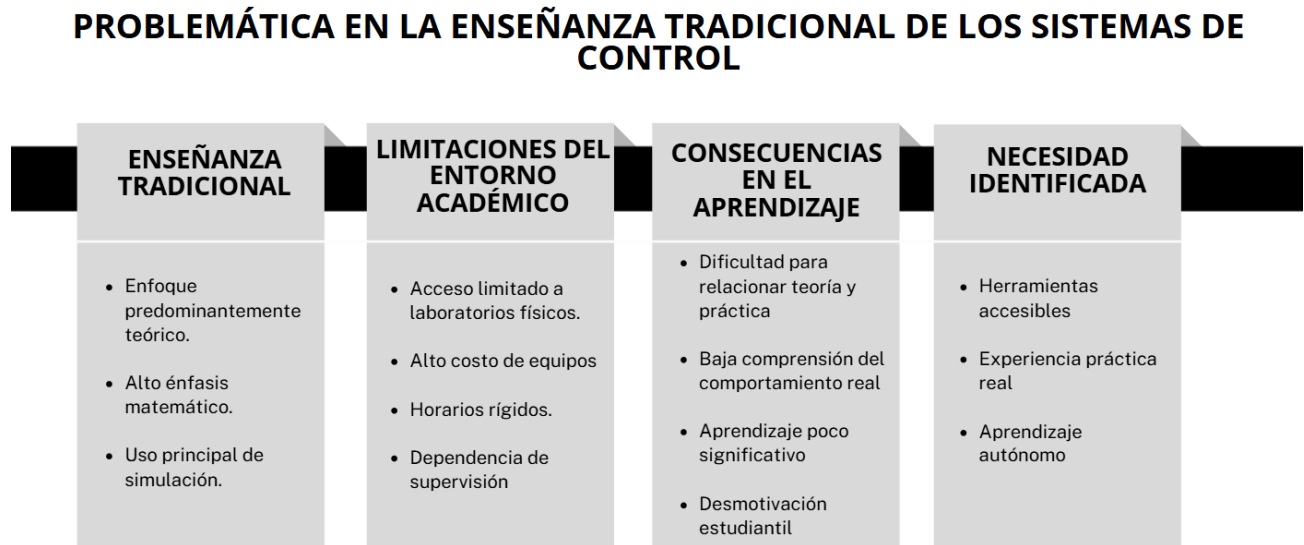 PROBLEMÁTICA EN LA ENSEÑANZA TRADICIONAL DE LOS SISTEMAS DE
CONTROL
ENSEÑANZA
TRADICIONAL
• Enfoque
predominantemente
teórico.
• Alto énfasis
matemático.
• Uso principal de
simulación.
LIMITACIONES DEL
ENTORNO
ACADÉMICO
• Acceso limitado a
laboratorios físicos.
• Alto costo de equipos
• Horarios rígidos.
• Dependencia de
supervisión
CONSECUENCIAS
EN EL
APRENDIZAJE
• Dificultad para
relacionar teoría y
práctica
• Baja comprensión del
comportamiento real
• Aprendizaje poco
significativo
• Desmotivación
estudiantil
NECESIDAD
IDENTIFICADA
• Herramientas
accesibles
• Experiencia práctica
real
• Aprendizaje
autónomo